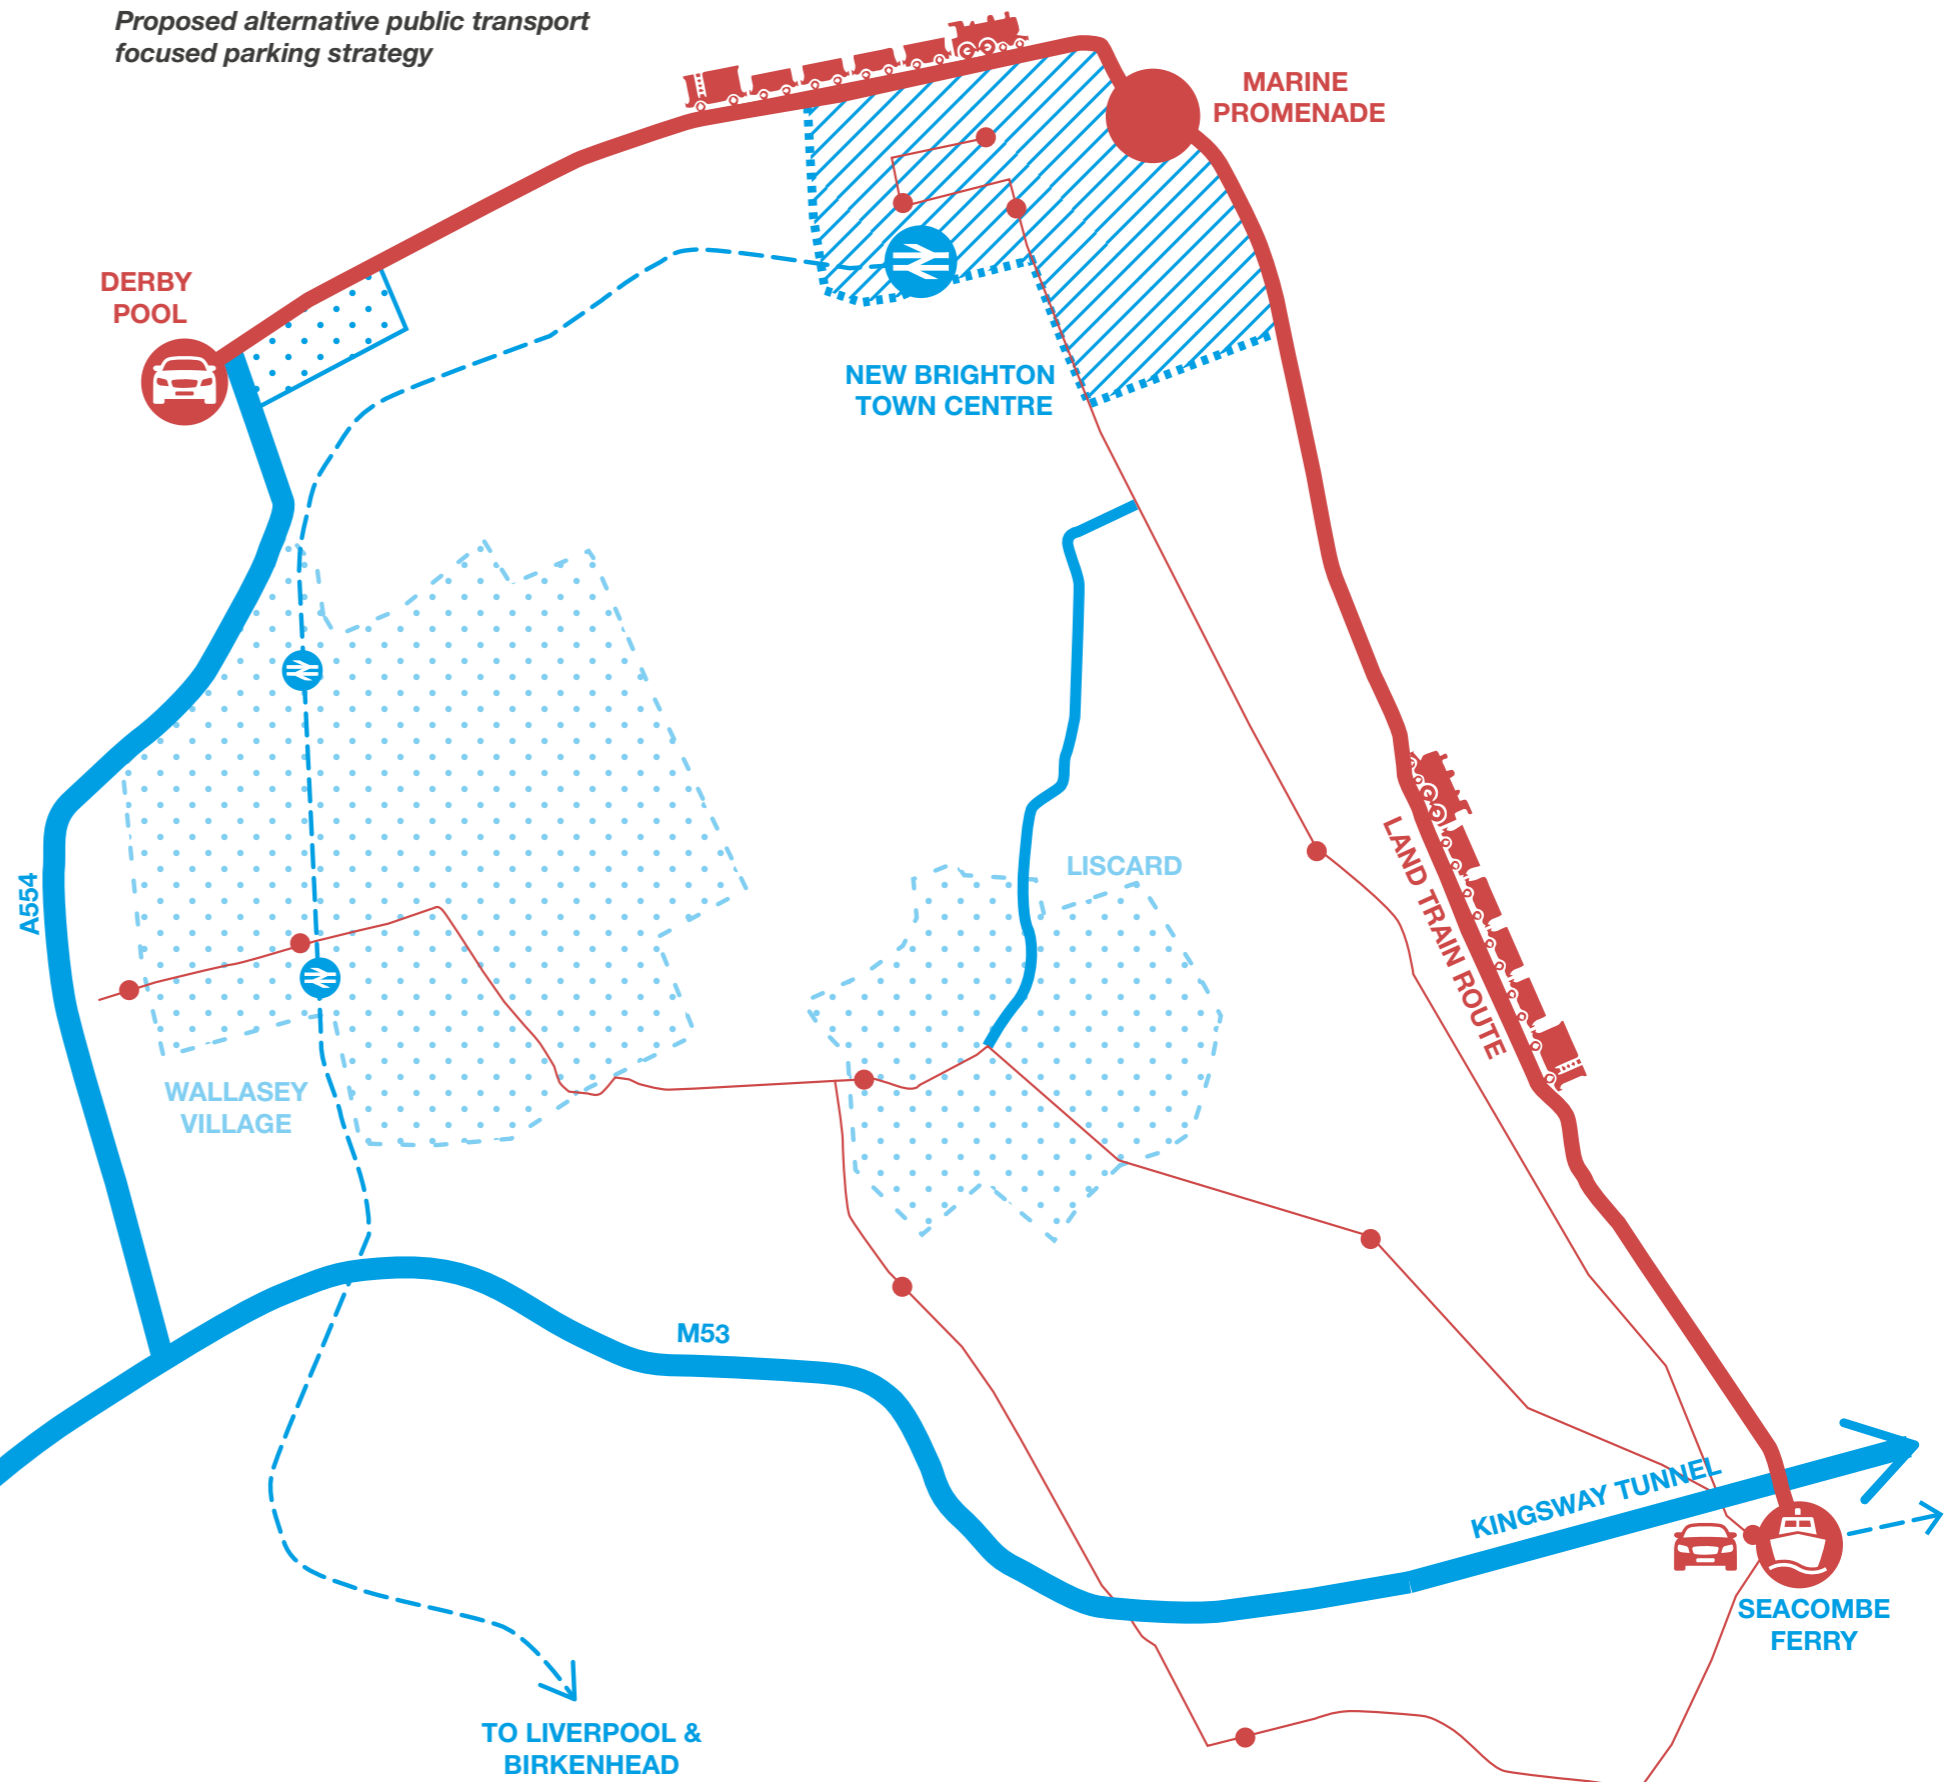 Proposed alternative public transport
focused parking strategy
MARINE
PROMENADE
DERBY
POOL
NEW BRIGHTON
TOWN CENTRE
LISCARD
A554
LAND TRAIN ROUTE
WALLASEY
VILLAGE
M53
KINGSWAY TUNNEL
SEACOMBE
FERRY
TO LIVERPOOL &
BIRKENHEAD